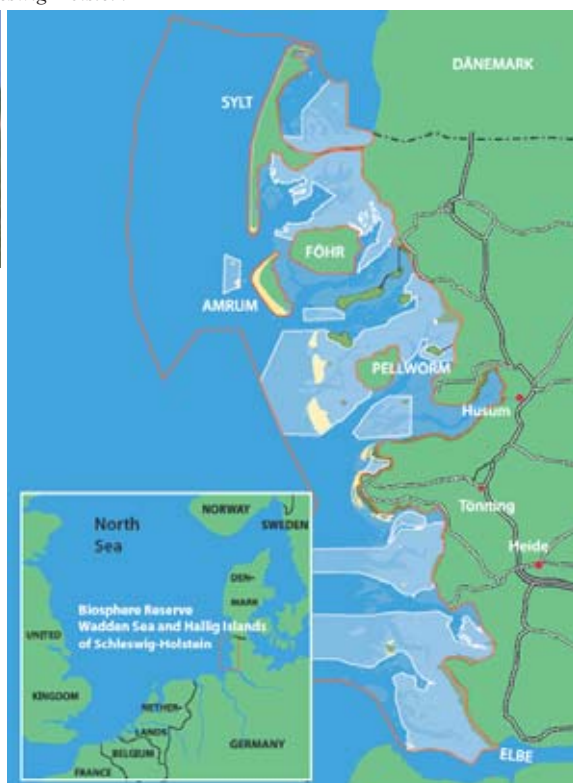 DÄNEMARK
SYLT
FÖHR
AMRUM
PELLWORM
Husum
Tönning
Heide
ELBE
North
Sea
NORWAY
SWEDEN
DEN-
MARK
Biosphere Reserve
Wadden Sea and Hallig Islands
of Schleswig-Holstein
UNITED
KINGDOM
NETHER-
LANDS
BELGIUM
GERMANY
FRANCE